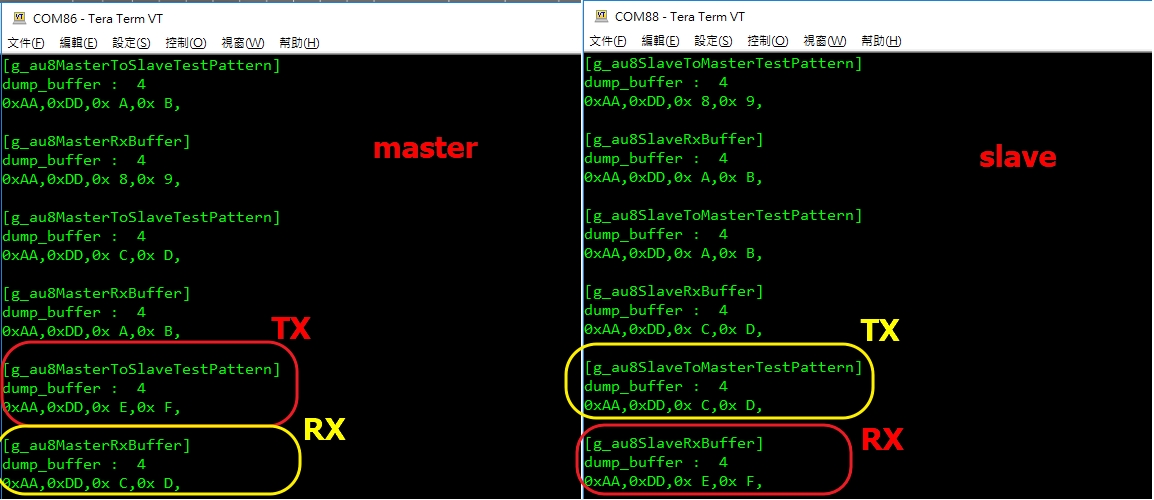 COM86 - Tera Term VT
文件(F) 編輯(E) 設定(S) 控制(O) 視窗(W) 幫助(H)
[g_au8MasterToSlaveTestPattern]
dump_buffer :  4
0xAA,0xDD,0x A,0x B,
[g_au8MasterRxBuffer]
dump_buffer :  4
0xAA,0xDD,0x 8,0x 9,
[g_au8MasterToSlaveTestPattern]
dump_buffer :  4
0xAA,0xDD,0x C,0x D,
[g_au8MasterRxBuffer]
dump_buffer :  4
0xAA,0xDD,0x A,0x B,
[g_au8MasterToSlaveTestPattern]
dump_buffer :  4
0xAA,0xDD,0x E,0x F,
[g_au8MasterRxBuffer]
dump_buffer :  4
0xAA,0xDD,0x C,0x D,
master
TX
RX
COM88 - Tera Term VT
文件(F) 編輯(E) 設定(S) 控制(O) 視窗(W) 幫助(H)
[g_au8SlaveToMasterTestPattern]
dump_buffer :  4
0xAA,0xDD,0x 8,0x 9,
[g_au8SlaveRxBuffer]
dump_buffer :  4
0xAA,0xDD,0x A,0x B,
[g_au8SlaveToMasterTestPattern]
dump_buffer :  4
0xAA,0xDD,0x A,0x B,
[g_au8SlaveRxBuffer]
dump_buffer :  4
0xAA,0xDD,0x C,0x D,
[g_au8SlaveToMasterTestPattern]
dump_buffer :  4
0xAA,0xDD,0x C,0x D,
[g_au8SlaveRxBuffer]
dump_buffer :  4
0xAA,0xDD,0x E,0x F,
slave
TX
RX